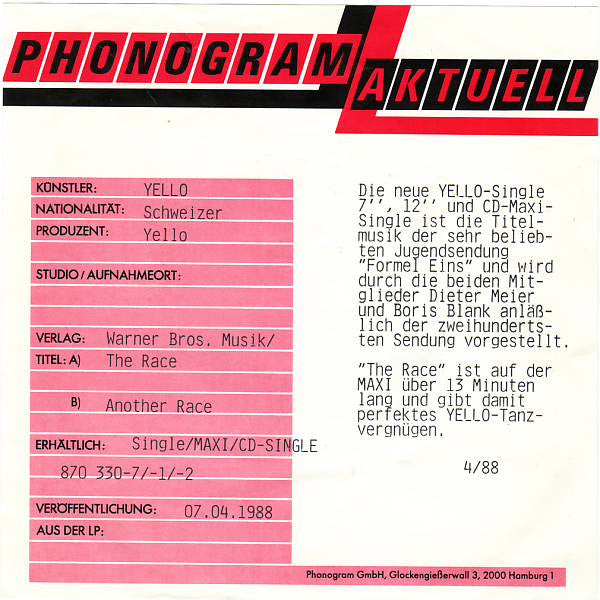 PHONOGRAM
AKTUELL
KÜNSTLER: YELLO
NATIONALITÄT: Schweizer
PRODUZENT: Yello
STUDIO/AUFNAHMEORT:
VERLAG: Warner Bros. Musik/
TITEL: A) The Race
B) Another Race
ERHÄLTLICH: Single/MAXI/CD-SINGLE
870 330-7/-1/-2
VERÖFFENTLICHUNG: 07.04.1988
AUS DER LP:
Die neue YELLO-Single
7'', 12'' und CD-Maxi-
Single ist die Titel-
musik der sehr belieb-
ten Jugendsendung
"Formel Eins" und wird
durch die beiden Mit-
glieder Dieter Meier
und Boris Blank anläß-
lich der zweihunderts-
ten Sendung vorgestellt.
"The Race" ist auf der
MAXI über 13 Minuten
lang und gibt damit
perfektes YELLO-Tanz-
vergnügen.
4/88
Phonogram GmbH, Glockengießerwall 3, 2000 Hamburg 1